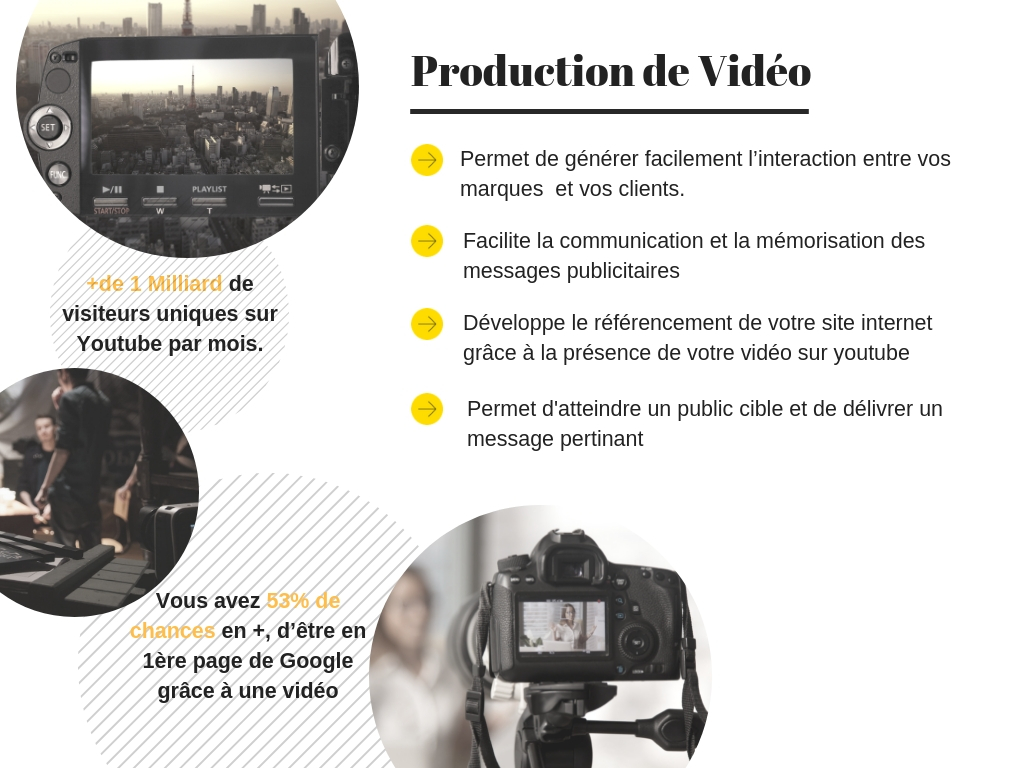 Production de Vidéo
Permet de générer facilement l’interaction entre vos
marques  et vos clients.
Facilite la communication et la mémorisation des
messages publicitaires
Développe le référencement de votre site internet
grâce à la présence de votre vidéo sur youtube
Permet d'atteindre un public cible et de délivrer un
message pertinant
SET
FUNC
PLAYLIST
START/STOP
W
T
+de 1 Milliard de
visiteurs uniques sur
Youtube par mois.
Vous avez 53% de
chances en +, d’être en
1ère page de Google
grâce à une vidéo